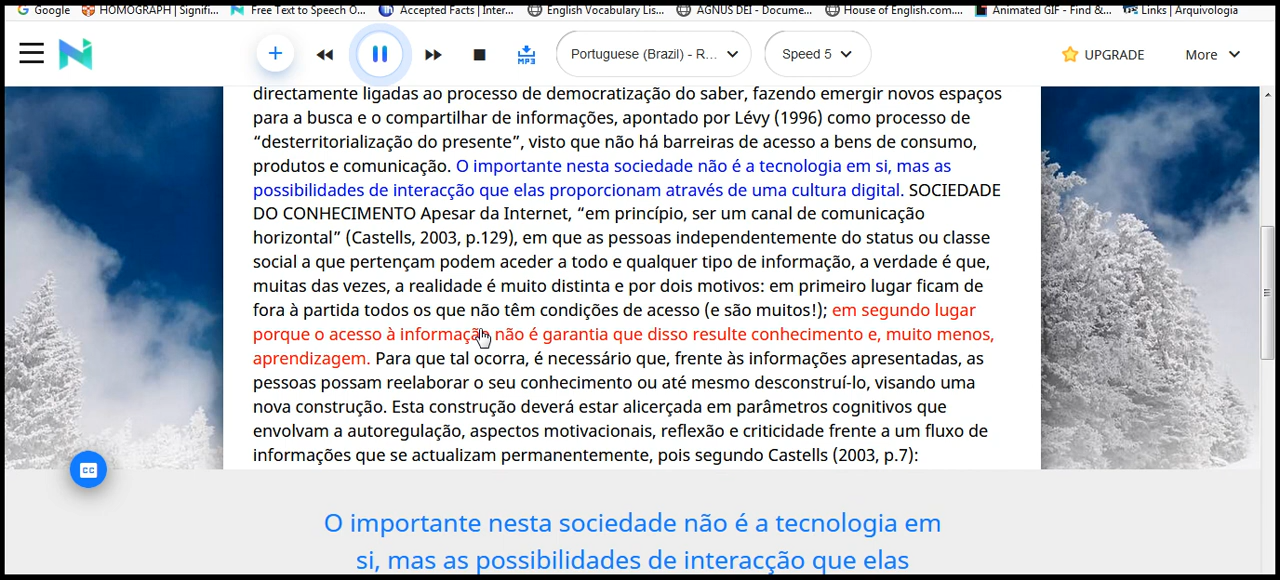 Google HOMOGRAPH | Signifi... Free Text to Speech O... Accepted Facts | Inter... English Vocabulary Lis... AGNUS DEI - Docume... House of English.com.... Animated GIF - Find &... Links | Arquivologia
MP3 Portuguese (Brazil) - R... Speed 5 UPGRADE More
directamente ligadas ao processo de democratização do saber, fazendo emergir novos espaços
para a busca e o compartilhar de informações, apontado por Lévy (1996) como processo de
“desterritorialização do presente”, visto que não há barreiras de acesso a bens de consumo,
produtos e comunicação. O importante nesta sociedade não é a tecnologia em si, mas as
possibilidades de interacção que elas proporcionam através de uma cultura digital. SOCIEDADE
DO CONHECIMENTO Apesar da Internet, “em princípio, ser um canal de comunicação
horizontal” (Castells, 2003, p.129), em que as pessoas independentemente do status ou classe
social a que pertençam podem aceder a todo e qualquer tipo de informação, a verdade é que,
muitas das vezes, a realidade é muito distinta e por dois motivos: em primeiro lugar ficam de
fora à partida todos os que não têm condições de acesso (e são muitos!); em segundo lugar
porque o acesso à informação não é garantia que disso resulte conhecimento e, muito menos,
aprendizagem. Para que tal ocorra, é necessário que, frente às informações apresentadas, as
pessoas possam reelaborar o seu conhecimento ou até mesmo desconstruí-lo, visando uma
nova construção. Esta construção deverá estar alicerçada em parâmetros cognitivos que
envolvam a autoregulação, aspectos motivacionais, reflexão e criticidade frente a um fluxo de
informações que se actualizam permanentemente, pois segundo Castells (2003, p.7):
CC
O importante nesta sociedade não é a tecnologia em
si, mas as possibilidades de interacção que elas